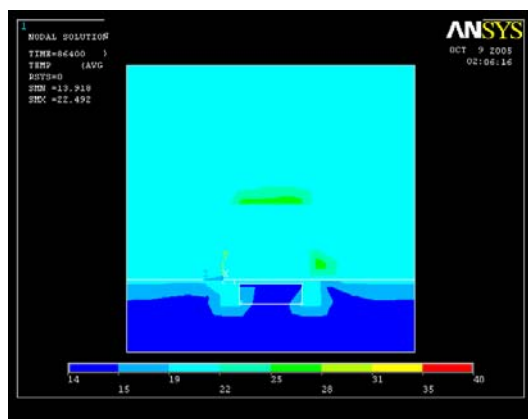 1
NODAL SOLUTION
TIME=86400
TEMP (AVG
RSYS=0
SMN =13.918
SMX =22.492
ANSYS
OCT 9 2005
02:06:16
14 15 19 22 25 28 31 35 40